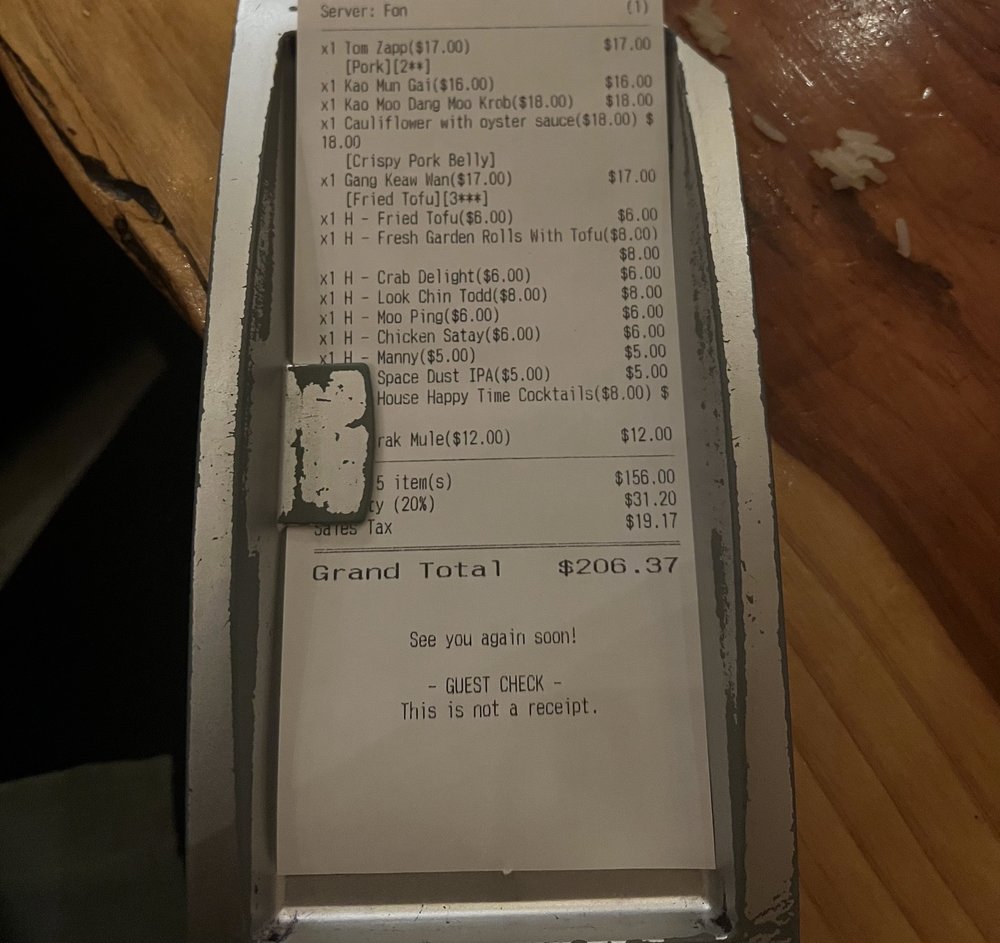 Server: Fon (1)
x1 Tom Zapp($17.00) $17.00
[Pork][2**]
x1 Kao Mun Gai($16.00) $16.00
x1 Kao Moo Dang Moo Krob($18.00) $18.00
x1 Cauliflower with oyster sauce($18.00) $
18.00
[Crispy Pork Belly]
x1 Gang Keaw Wan($17.00) $17.00
[Fried Tofu][3***]
x1 H - Fried Tofu($6.00) $6.00
x1 H - Fresh Garden Rolls With Tofu($8.00)
$8.00
x1 H - Crab Delight($6.00) $6.00
x1 H - Look Chin Todd($8.00) $8.00
x1 H - Moo Ping($6.00) $6.00
x1 H - Chicken Satay($6.00) $6.00
x1 H - Manny($5.00) $5.00
Space Dust IPA($5.00) $5.00
House Happy Time Cocktails($8.00) $
rak Mule($12.00) $12.00
5 item(s) $156.00
ty (20%) $31.20
Sales Tax $19.17
Grand Total $206.37
See you again soon!
- GUEST CHECK -
This is not a receipt.